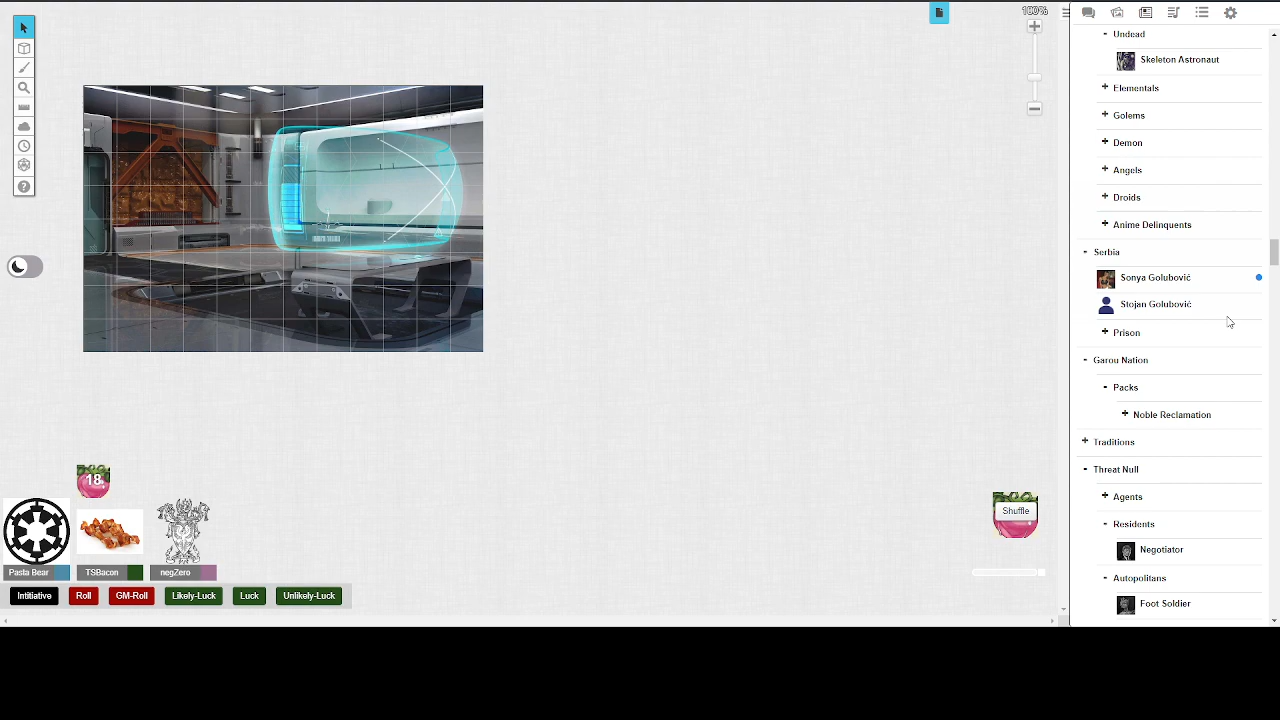 100%
Undead
Skeleton Astronaut
Elementals
Golems
Demon
Angels
Droids
Anime Delinquents
Serbia
Sonya Golubović
Stojan Golubović
Prison
Garou Nation
Packs
Noble Reclamation
Traditions
Threat Null
Agents
Residents
Negotiator
Autopolitans
Foot Soldier
18
Shuffle
Pasta Bear
TSBacon
negZero
Intitiative
Roll
GM-Roll
Likely-Luck
Luck
Unlikely-Luck